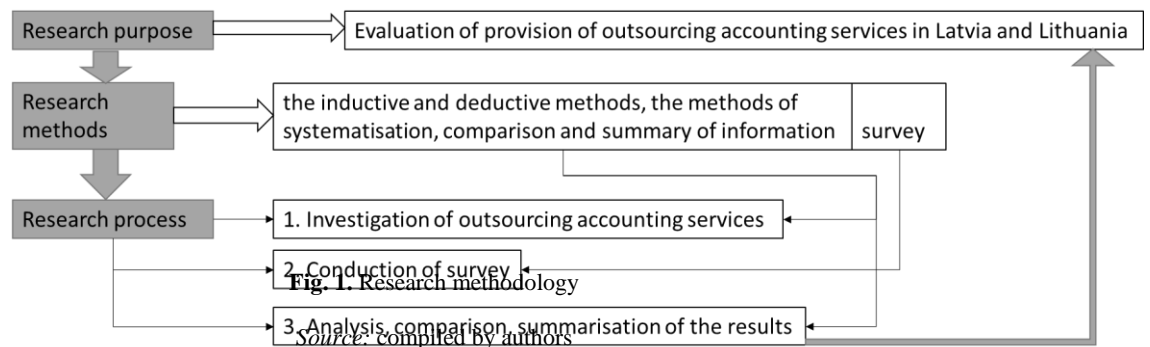 Research purpose
Evaluation of provision of outsourcing accounting services in Latvia and Lithuania
Research
methods
the inductive and deductive methods, the methods of
systematisation, comparison and summary of information
survey
Research process
1. Investigation of outsourcing accounting services
2. Conduction of survey
Fig. 1. Research methodology
3. Analysis, comparison, summarisation of the results
Source: compiled by authors